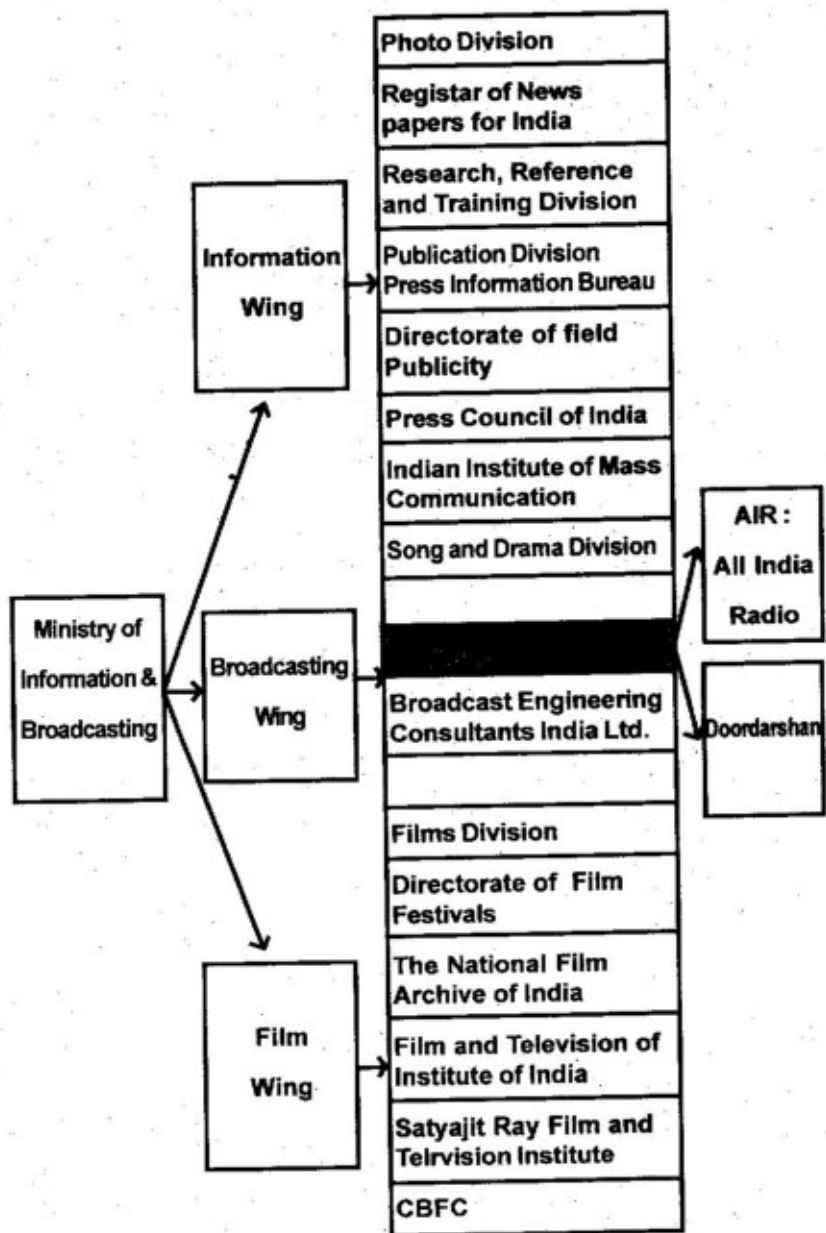 Photo Division
Registar of News
papers for India
Research, Reference
and Training Division
Publication Division
Press Information Bureau
Directorate of field
Publicity
Press Council of India
Indian Institute of Mass
Communication
Song and Drama Division
Broadcast Engineering
Consultants India Ltd.
Films Division
Directorate of Film
Festivals
The National Film
Archive of India
Film and Television of
Institute of India
Satyajit Ray Film and
Telrvision Institute
CBFC
Information
Wing
Ministry of
Information &
Broadcasting
Broadcasting
Wing
Film
Wing
AIR :
All India
Radio
Doordarshan